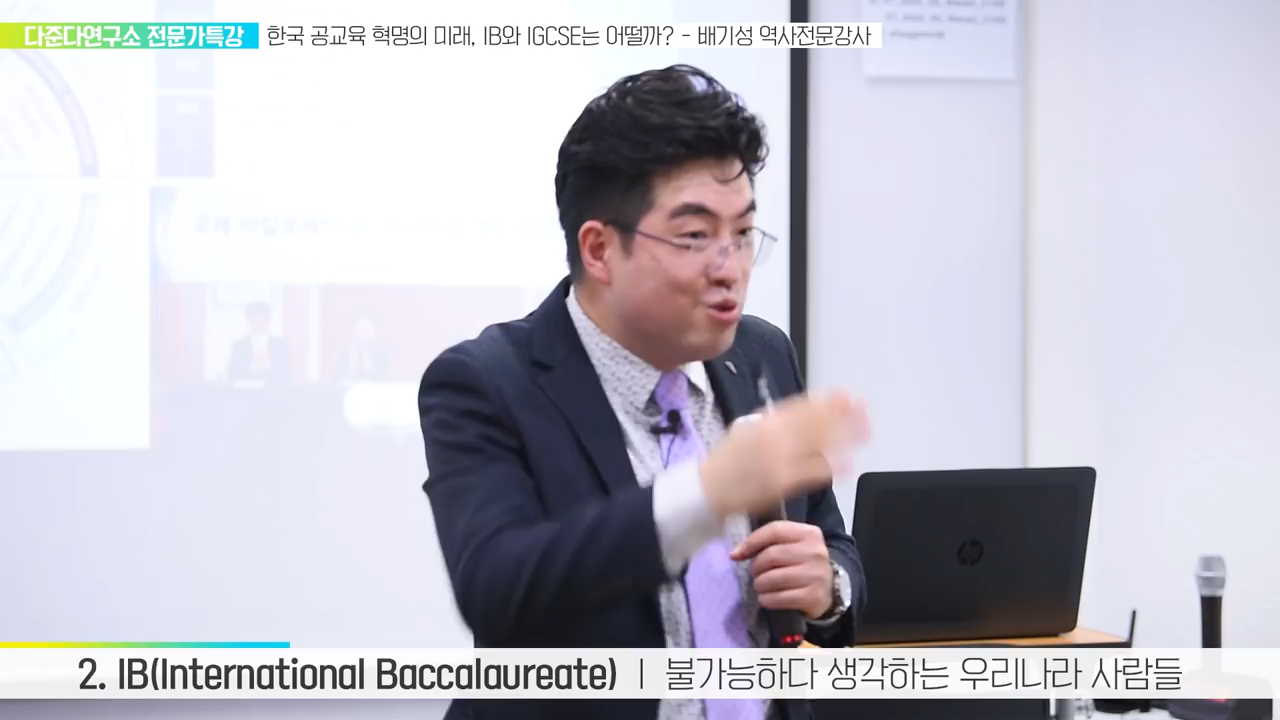 다준다연구소 전문가특강 한국 공교육 혁명의 미래, IB와 IGCSE는 어떨까? - 배기성 역사전문강사
hp
2. IB(International Baccalaureate) | 불가능하다 생각하는 우리나라 사람들